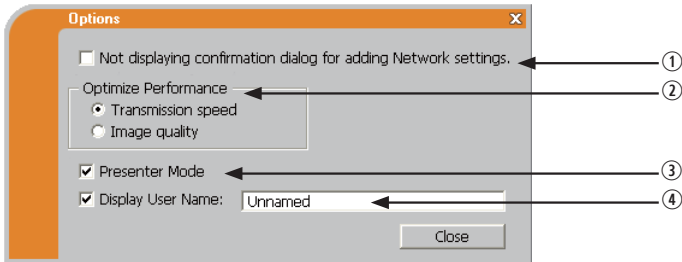 Options
Not displaying confirmation dialog for adding Network settings.
①
Optimize Performance
②
Transmission speed
Image quality
Presenter Mode
③
Display User Name: Unnamed
④
Close